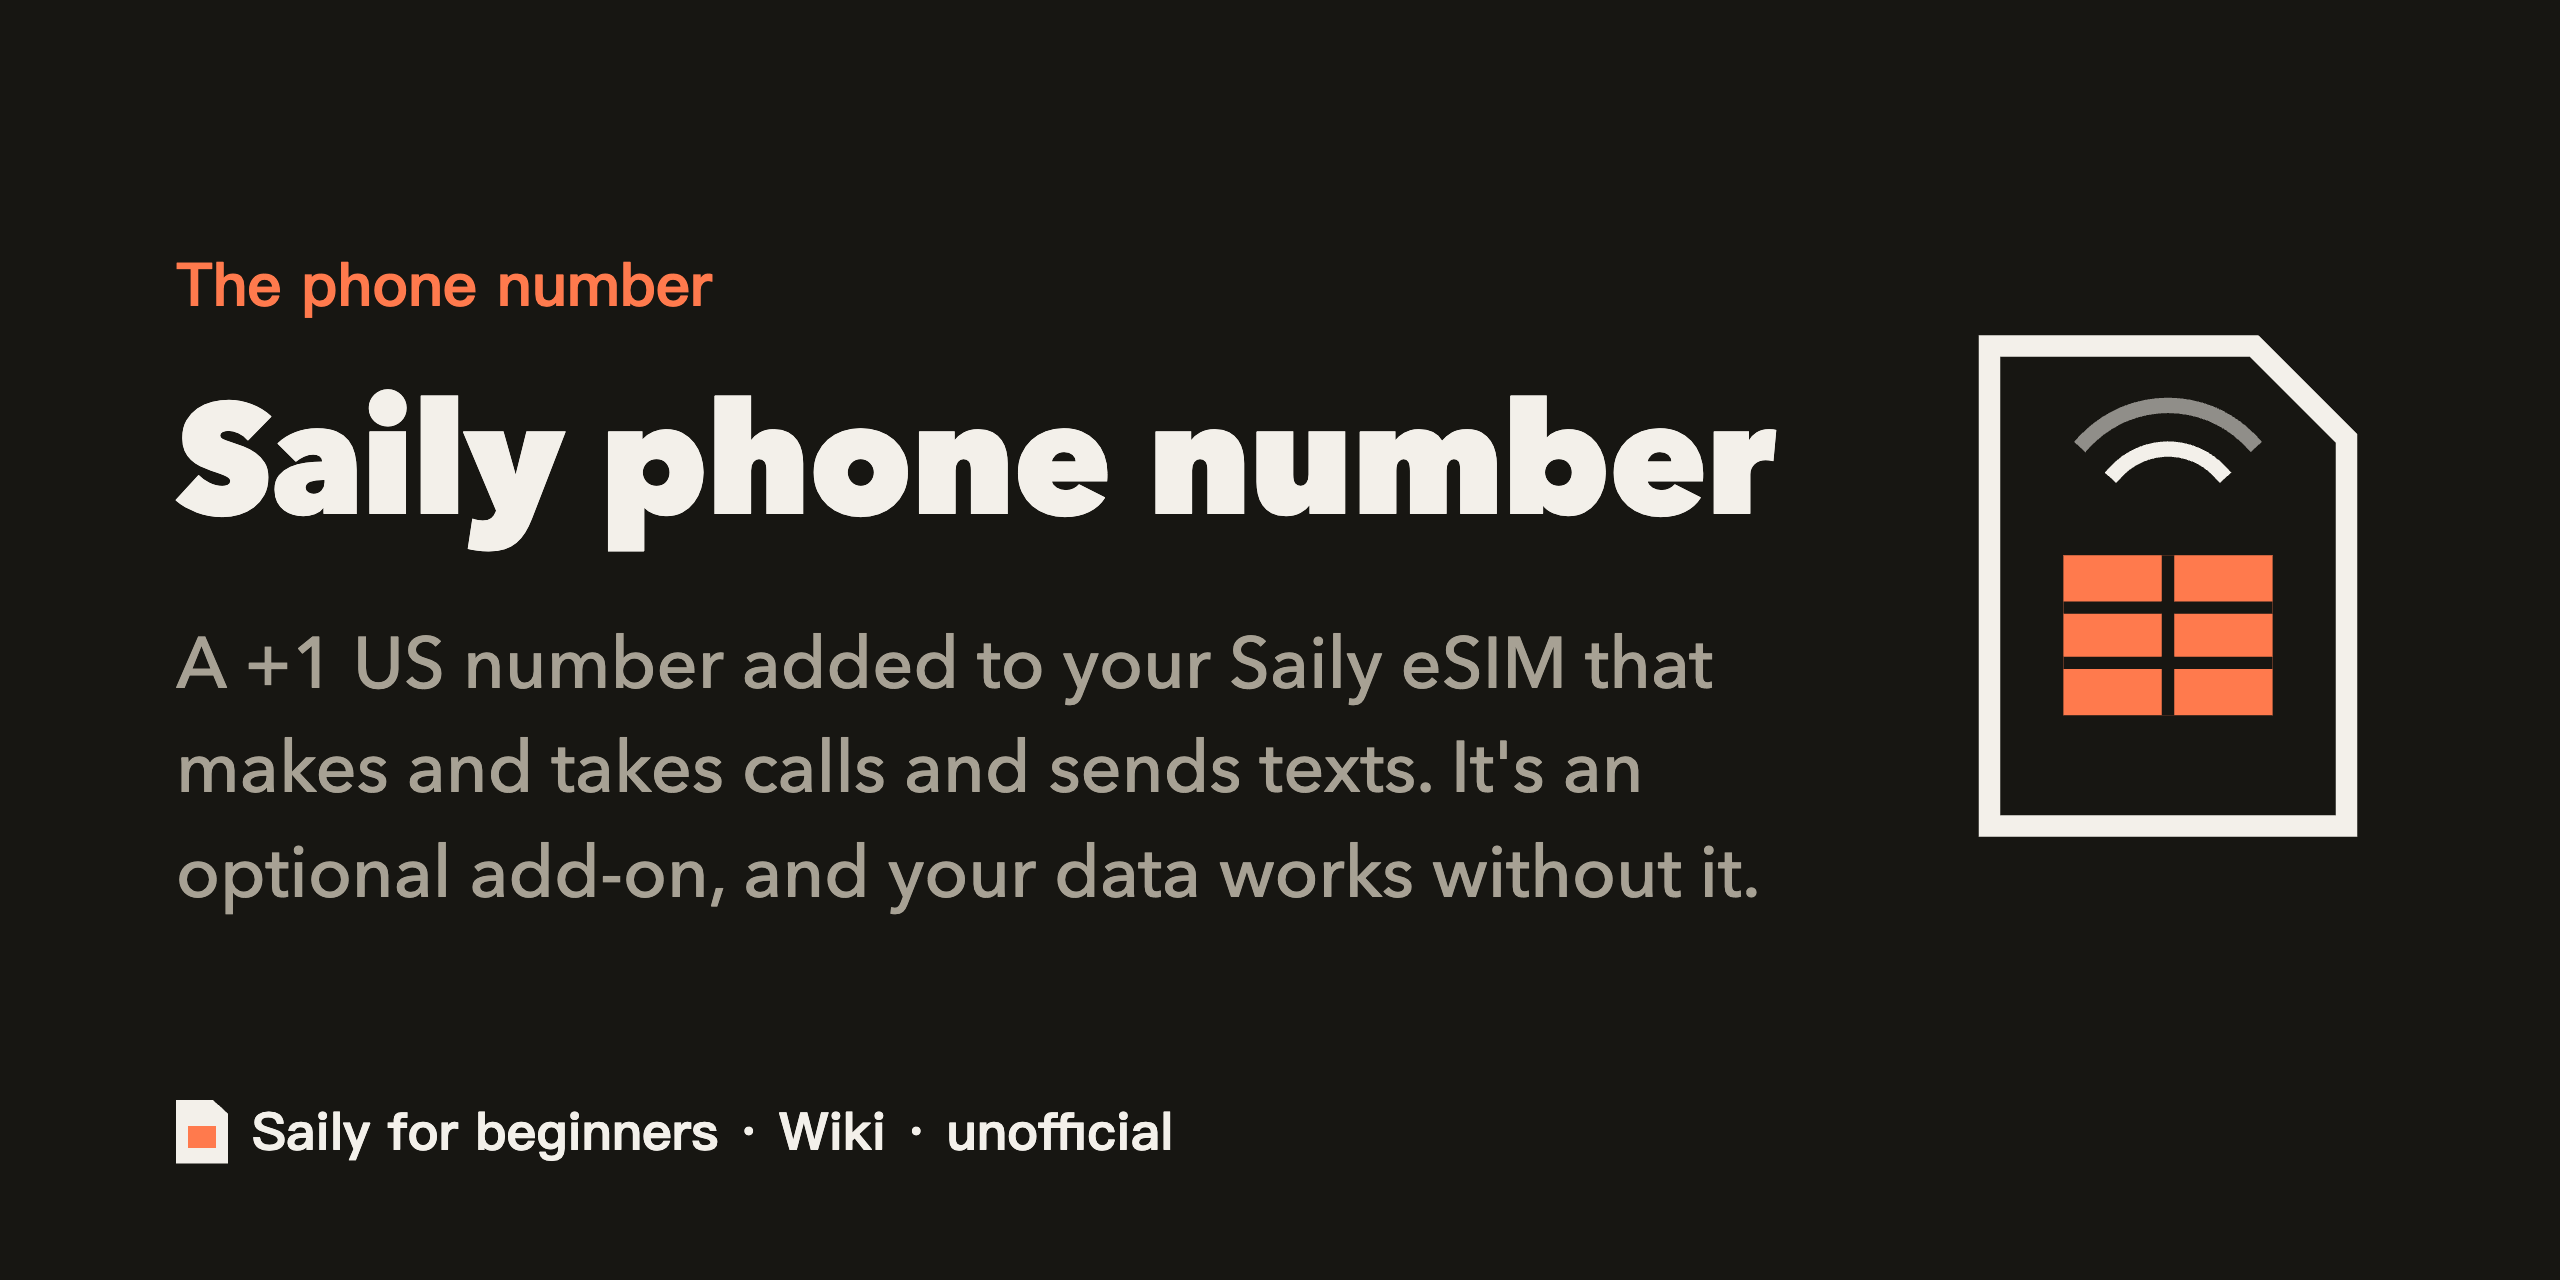 The phone number
Saily phone number
A +1 US number added to your Saily eSIM that
makes and takes calls and sends texts. It's an
optional add-on, and your data works without it.
Saily for beginners · Wiki · unofficial